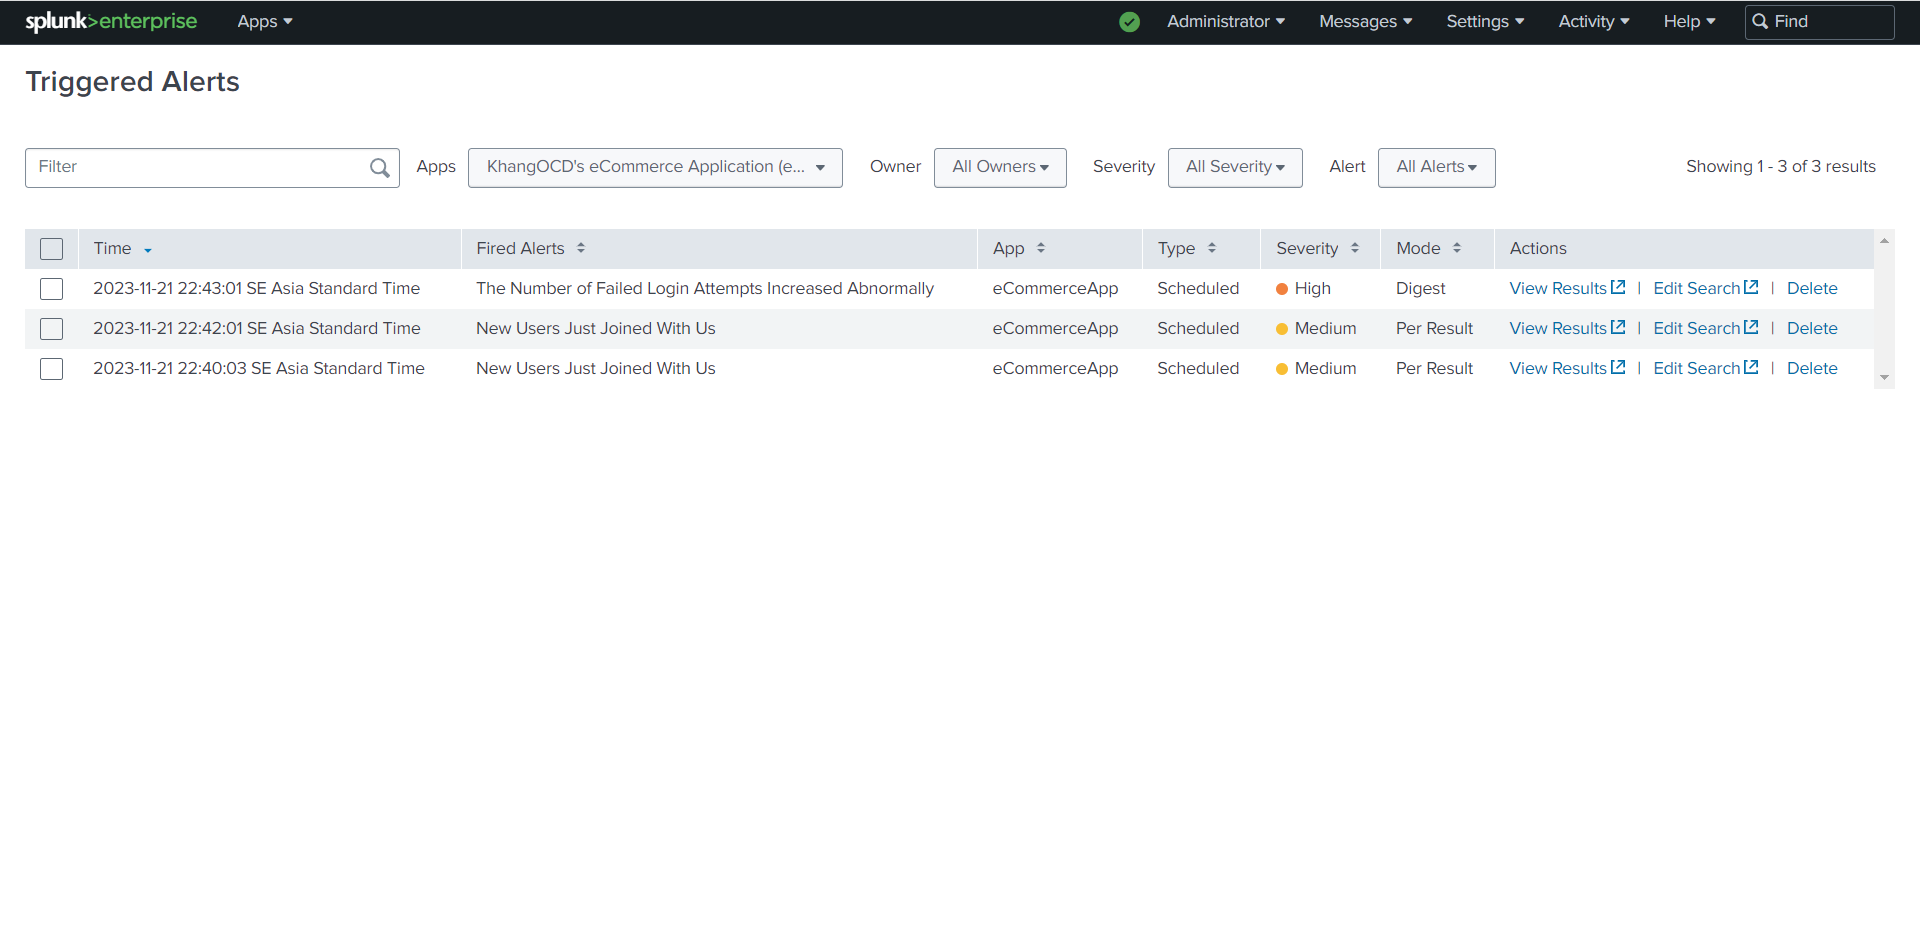 splunk>enterprise Apps Administrator Messages Settings Activity Help Find
Triggered Alerts
Filter Apps KhangOCD's eCommerce Application (e... Owner All Owners Severity All Severity Alert All Alerts Showing 1 - 3 of 3 results
Time Fired Alerts App Type Severity Mode Actions
2023-11-21 22:43:01 SE Asia Standard Time The Number of Failed Login Attempts Increased Abnormally eCommerceApp Scheduled High Digest View Results | Edit Search | Delete
2023-11-21 22:42:01 SE Asia Standard Time New Users Just Joined With Us eCommerceApp Scheduled Medium Per Result View Results | Edit Search | Delete
2023-11-21 22:40:03 SE Asia Standard Time New Users Just Joined With Us eCommerceApp Scheduled Medium Per Result View Results | Edit Search | Delete